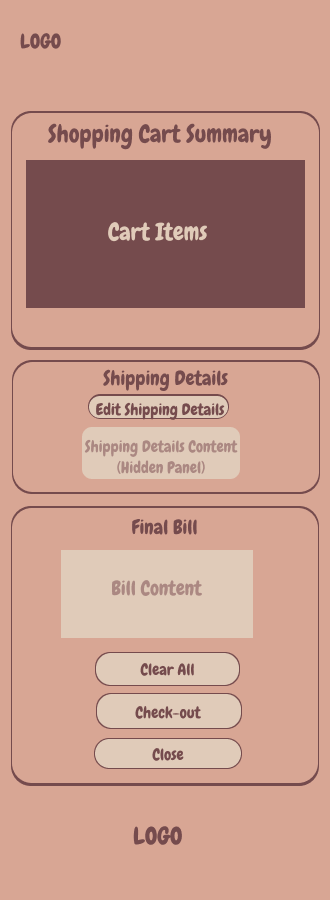 LOGO
Shopping Cart Summary
Cart Items
Shipping Details
Edit Shipping Details
Shipping Details Content
(Hidden Panel)
Final Bill
Bill Content
Clear All
Check-out
Close
LOGO